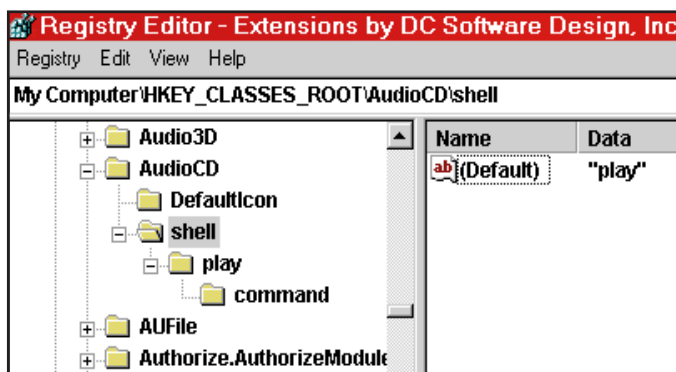 Registry Editor - Extensions by DC Software Design, Inc
Registry Edit View Help
My Computer\HKEY_CLASSES_ROOT\AudioCD\shell
Audio3D
AudioCD
DefaultIcon
shell
play
command
AUFile
Authorize.AuthorizeModule
Name Data
ab (Default) "play"